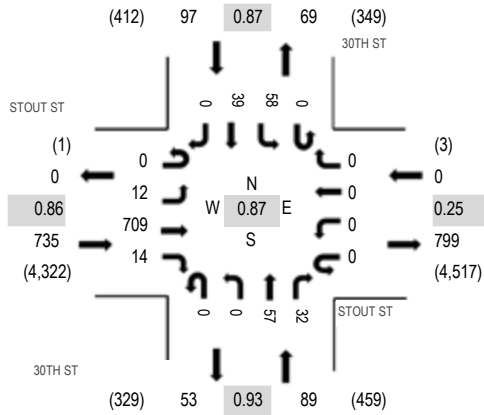 (412) 97 0.87 69 (349)
30TH ST
0 39 58 0
STOUT ST
(1) (3)
0 0
0 0
0.86 12 N 0 0.25
W 0.87 E
735 709 0 799
S
(4,322) 14 0 (4,517)
0 0 57 32
STOUT ST
30TH ST
(329) 53 0.93 89 (459)